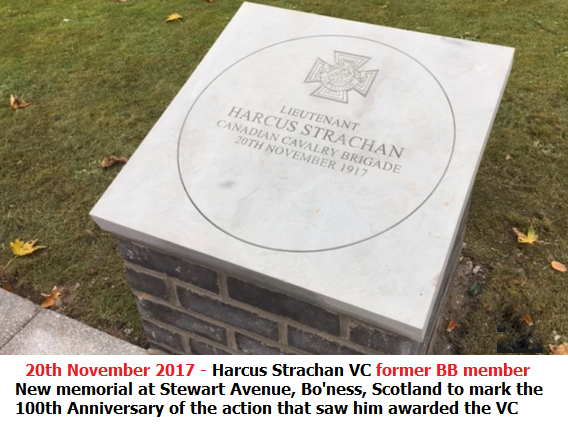 LIEUTENANT
HARCUS STRACHAN
CANADIAN CAVALRY BRIGADE
20TH NOVEMBER 1917
20th November 2017 - Harcus Strachan VC former BB member
New memorial at Stewart Avenue, Bo'ness, Scotland to mark the
100th Anniversary of the action that saw him awarded the VC